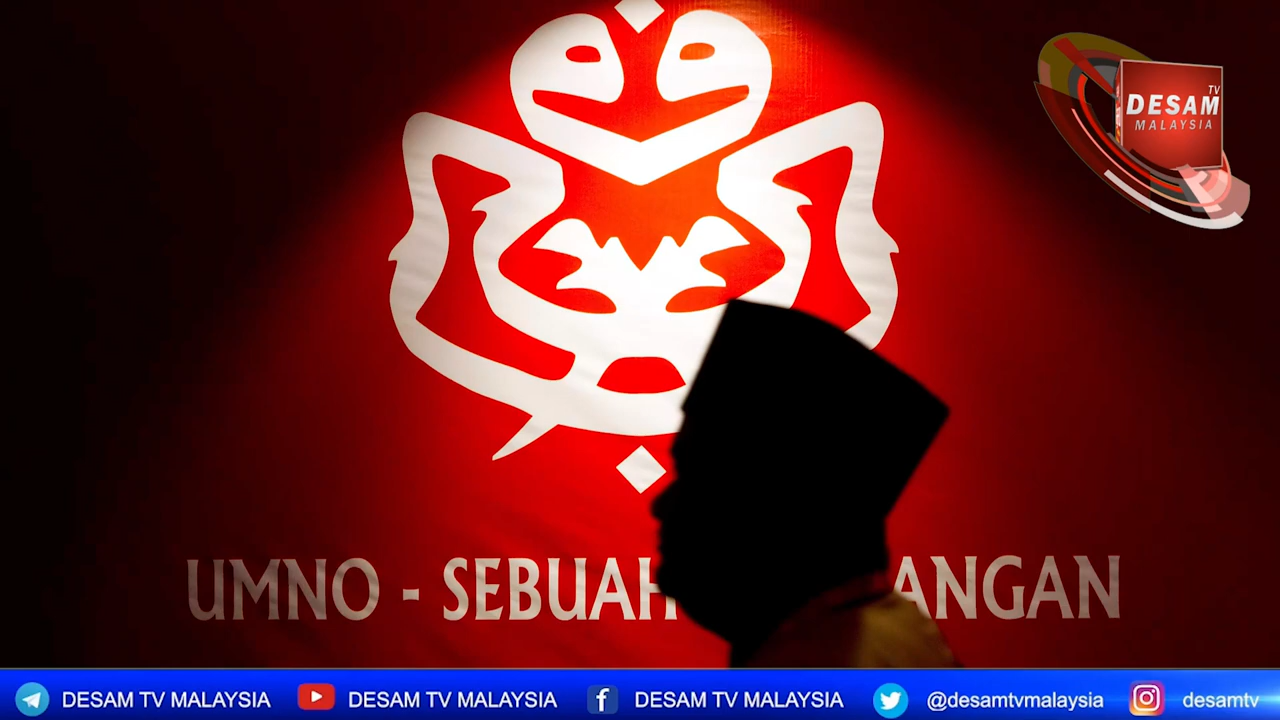 TV
DESAM
MALAYSIA
UMNO - SEBUAH ANGAN
DESAM TV MALAYSIA DESAM TV MALAYSIA DESAM TV MALAYSIA @desamtvmalaysia desamtv